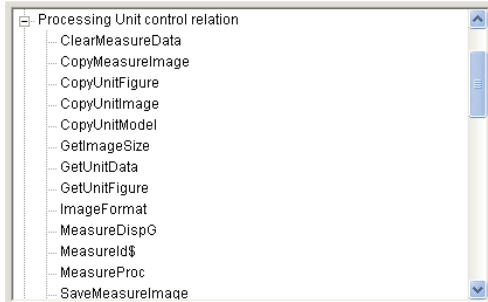 Processing Unit control relation
ClearMeasureData
CopyMeasureImage
CopyUnitFigure
CopyUnitImage
CopyUnitModel
GetImageSize
GetUnitData
GetUnitFigure
ImageFormat
MeasureDispG
MeasureId$
MeasureProc
SaveMeasureImage